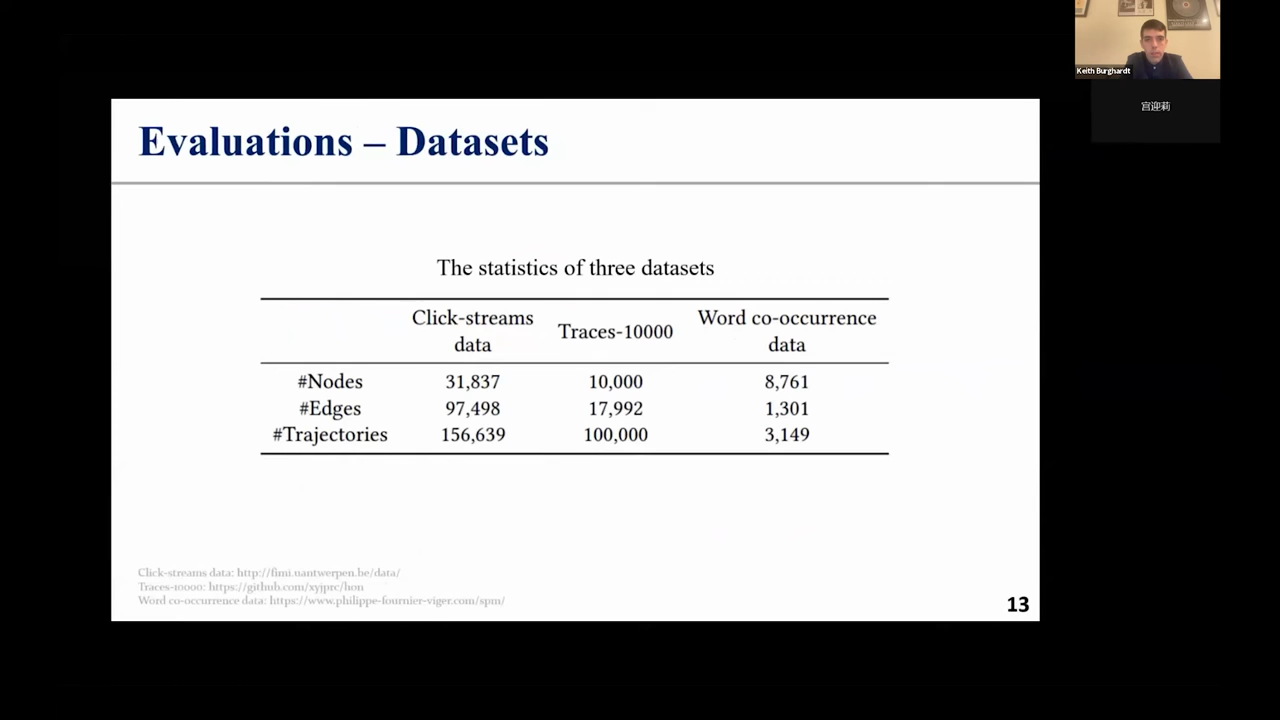 Keith Burghardt
宫迎莉
Evaluations – Datasets
The statistics of three datasets
Click-streams data Traces-10000 Word co-occurrence data
#Nodes 31,837 10,000 8,761
#Edges 97,498 17,992 1,301
#Trajectories 156,639 100,000 3,149
Click-streams data: http://fimi.uantwerpen.be/data/
Traces-10000: https://github.com/xyjprc/hon
Word co-occurrence data: https://www.philippe-fournier-viger.com/spm/
13